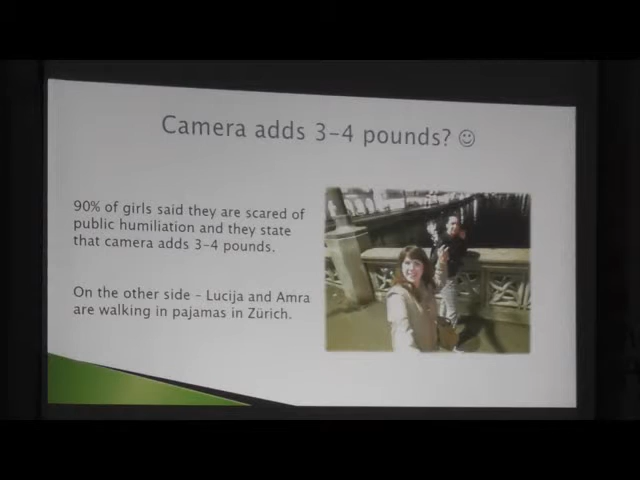 Camera adds 3-4 pounds? ☺
90% of girls said they are scared of
public humiliation and they state
that camera adds 3-4 pounds.
On the other side – Lucija and Amra
are walking in pajamas in Zürich.